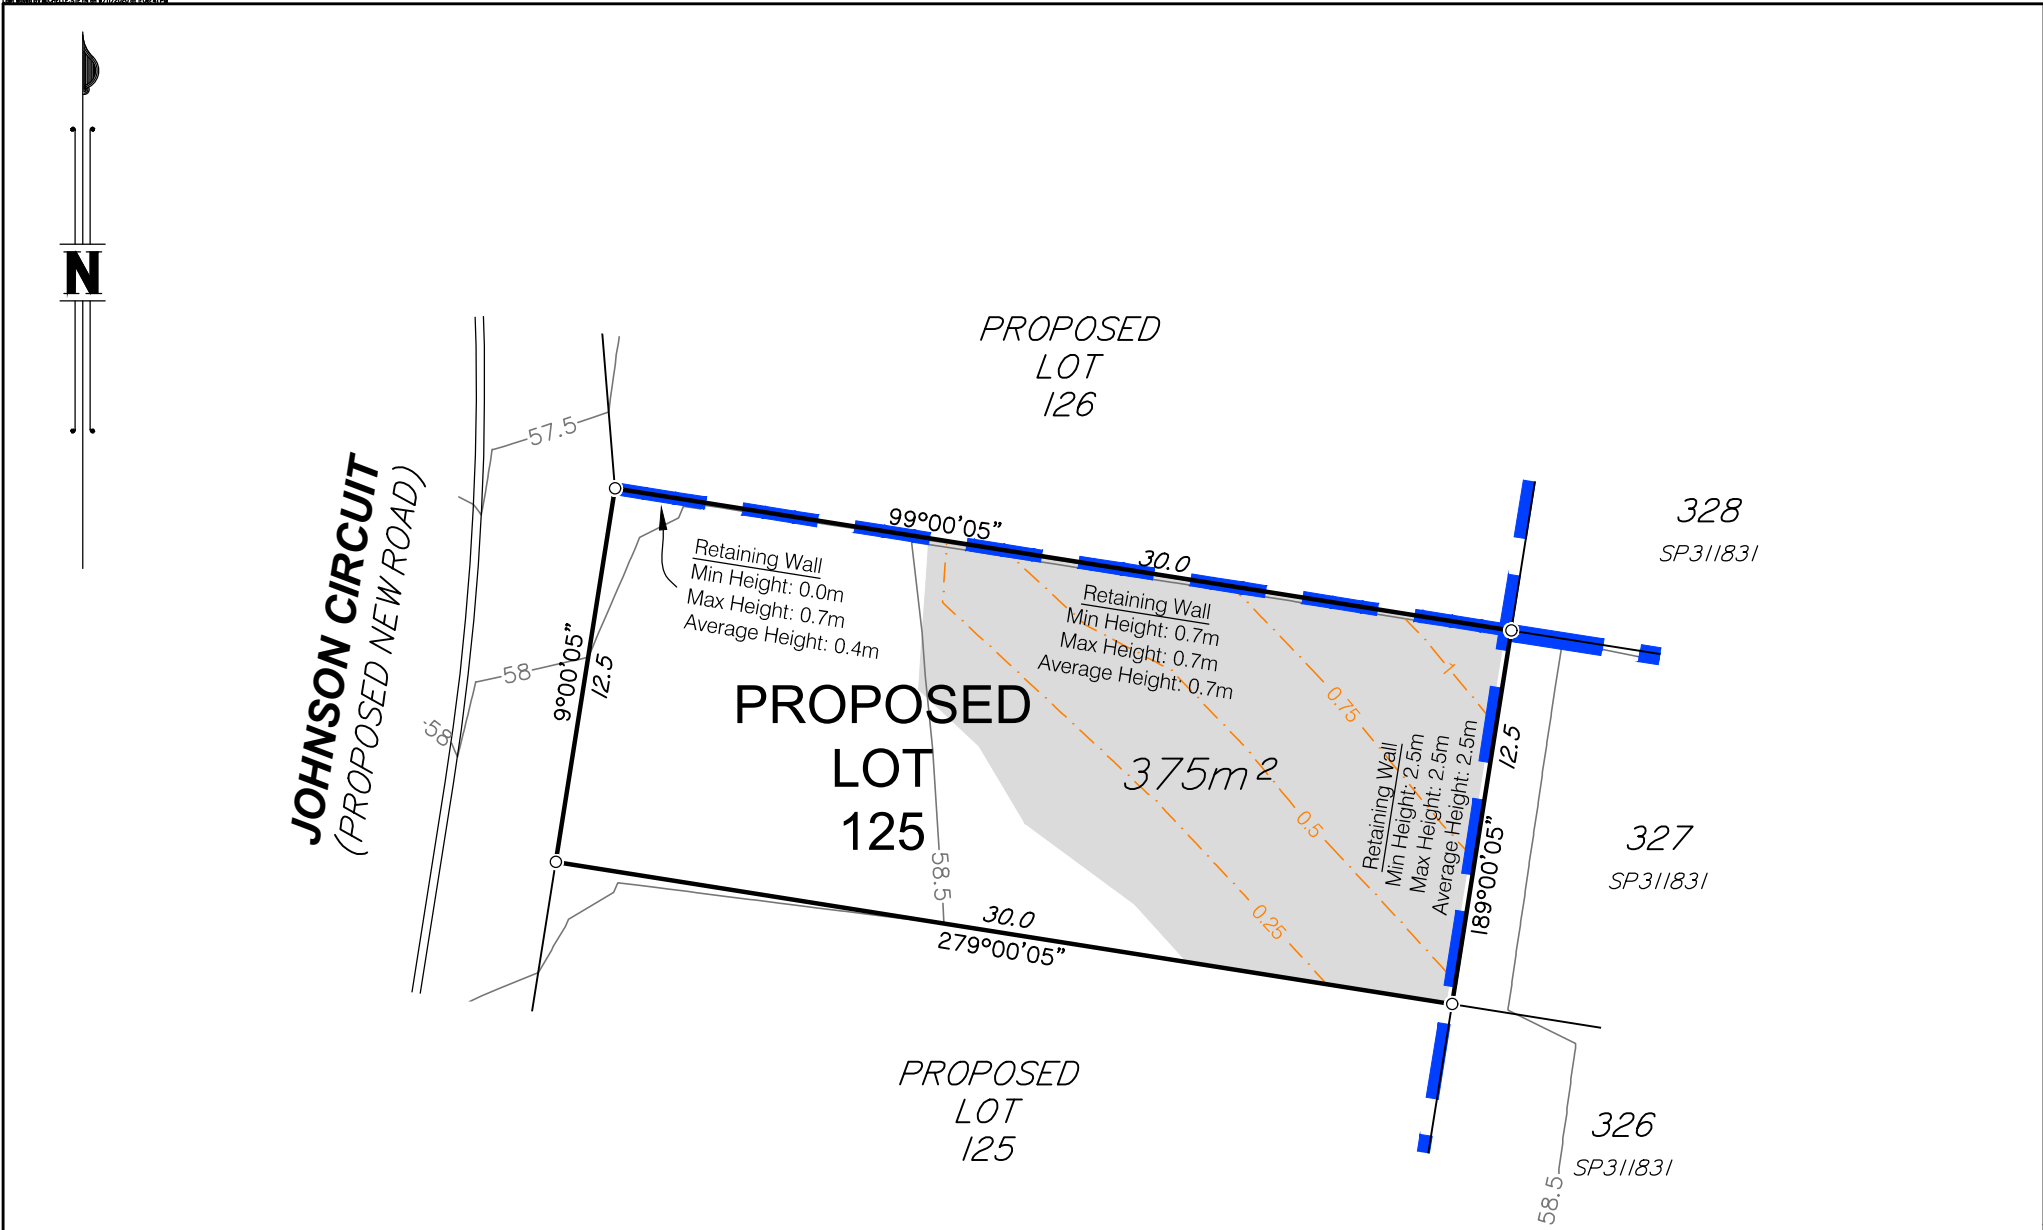 N
PROPOSED
LOT
126
57.5
328
SP311831
JOHNSON CIRCUIT
(PROPOSED NEW ROAD)
99°00'05"
30.0
Retaining Wall
Min Height: 0.0m
Max Height: 0.7m
Average Height: 0.4m
Retaining Wall
Min Height: 0.7m
Max Height: 0.7m
Average Height: 0.7m
58
58
9°00'05"
12.5
PROPOSED
LOT
125
375m²
1
0.75
0.5
0.25
Retaining Wall
Min Height: 2.5m
Max Height: 2.5m
Average Height: 2.5m
12.5
189°00'05"
327
SP311831
58.5
30.0
279°00'05"
PROPOSED
LOT
125
326
SP311831
58.5